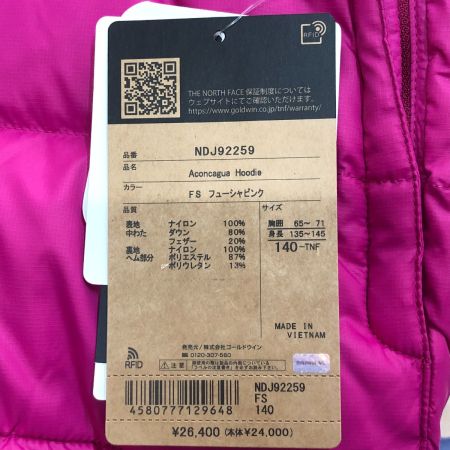 RFID
THE NORTH FACE 保証制度については
ウェブサイトにてご確認いただけます。
https://www.goldwin.co.jp/tnf/warranty/
品番 NDJ92259
品名 Aconcagua Hoodie
カラー FS フューシャピンク
品質 サイズ
表地 ナイロン 100% 胸囲 65～ 71
中わた ダウン 80% 身長 135～145
フェザー 20% 140-TNF
裏地 ナイロン 100%
ヘム部分 ポリエステル 87%
ポリウレタン 13%
MADE IN
VIETNAM
発売元/株式会社ゴールドウイン
0120-307-560
RFID
注意
NDJ92259
FS
140
4580777129648
¥26,400 (本体¥24,000)